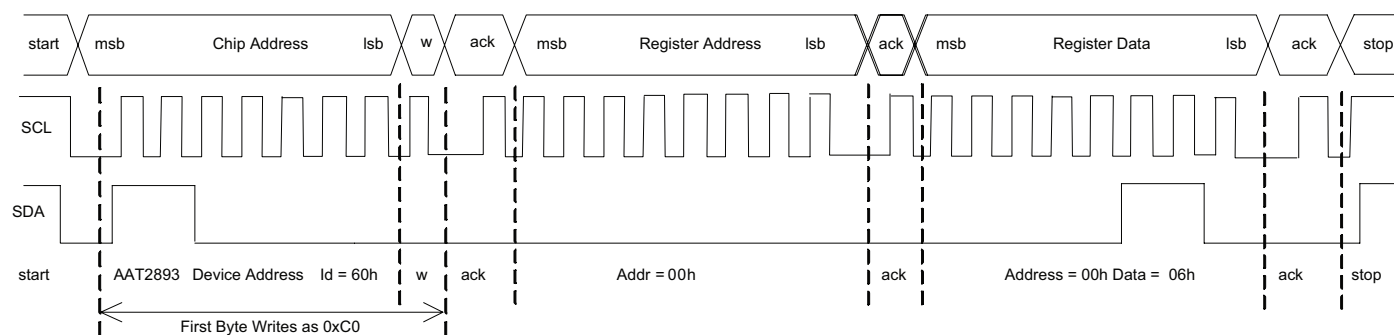 start msb Chip Address lsb w ack msb Register Address lsb ack msb Register Data lsb ack stop
SCL
SDA
start AAT2893 Device Address Id = 60h w ack Addr = 00h ack Address = 00h Data = 06h ack stop
First Byte Writes as 0xC0